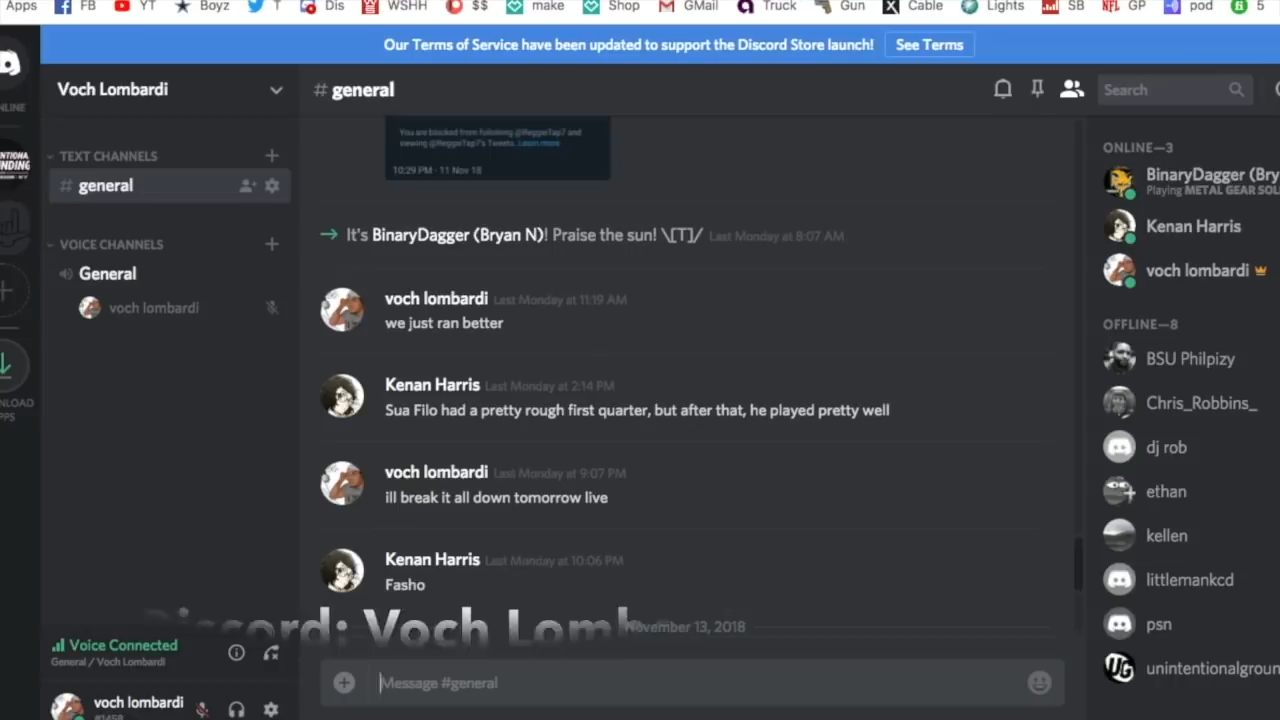 Apps FB YT Boyz T Dis WSHH $$ make Shop GMail Truck Gun Cable Lights SB GP pod 5
Our Terms of Service have been updated to support the Discord Store launch! See Terms
Voch Lombardi
# general
Search
TEXT CHANNELS
# general
VOICE CHANNELS
General
voch lombardi
You are blocked from following @ReggieTap7 and
viewing @ReggieTap7's Tweets. Learn more
10:29 PM · 11 Nov 18
It's BinaryDagger (Bryan N)! Praise the sun! \[T]/ Last Monday at 8:07 AM
voch lombardi Last Monday at 11:19 AM
we just ran better
Kenan Harris Last Monday at 2:14 PM
Sua Filo had a pretty rough first quarter, but after that, he played pretty well
voch lombardi Last Monday at 9:07 PM
ill break it all down tomorrow live
Kenan Harris Last Monday at 10:06 PM
Fasho
November 13, 2018
Discord: Voch Lomb
Message #general
Voice Connected
General / Voch Lombardi
voch lombardi
#1458
ONLINE—3
BinaryDagger (Bry
Playing METAL GEAR SOL
Kenan Harris
voch lombardi
OFFLINE—8
BSU Philpizy
Chris_Robbins_
dj rob
ethan
kellen
littlemankcd
psn
unintentionalgroun